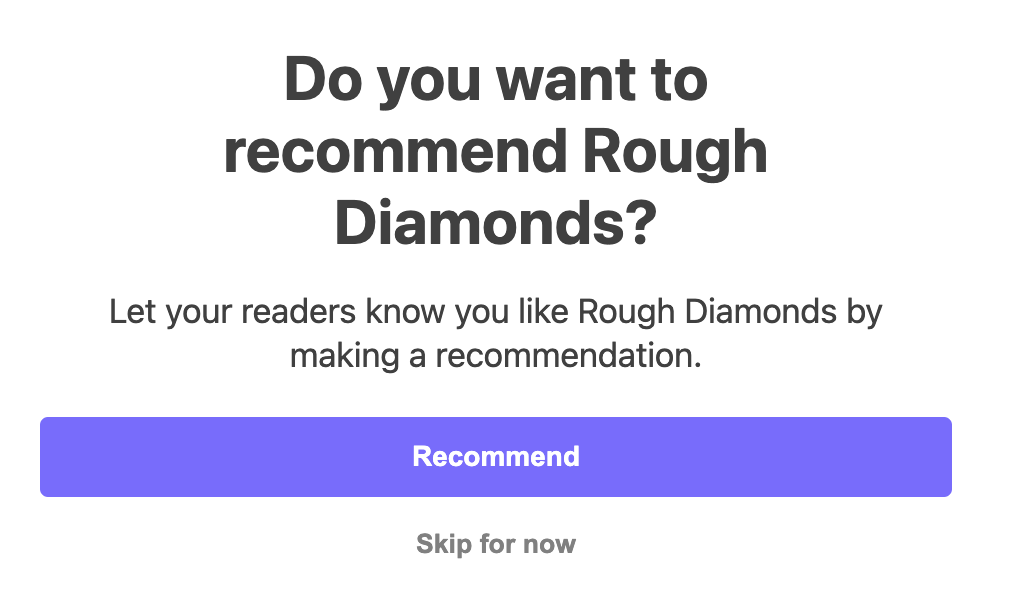 Do you want to
recommend Rough
Diamonds?
Let your readers know you like Rough Diamonds by
making a recommendation.
Recommend
Skip for now